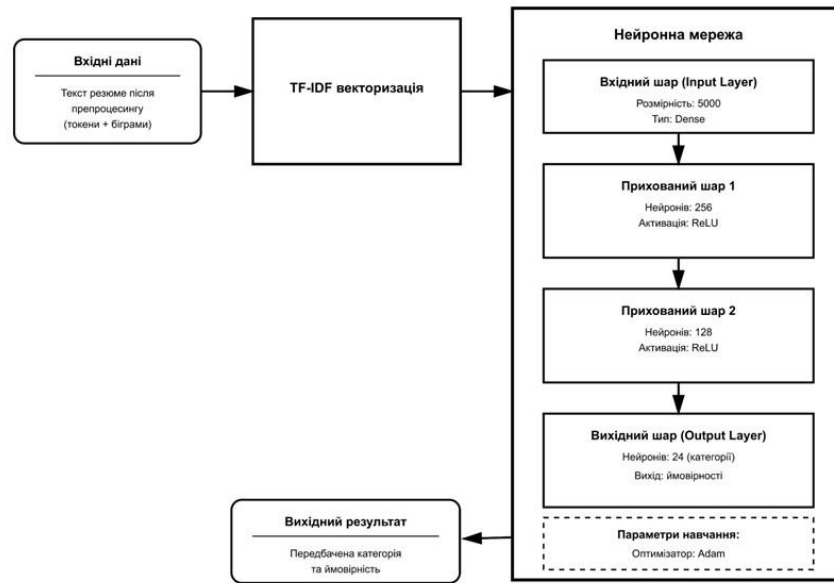 Вхідні дані
Текст резюме після
препроцесингу
(токени + біграми)
TF-IDF векторизація
Нейронна мережа
Вхідний шар (Input Layer)
Розмірність: 5000
Тип: Dense
Прихований шар 1
Нейронів: 256
Активація: ReLU
Прихований шар 2
Нейронів: 128
Активація: ReLU
Вихідний шар (Output Layer)
Нейронів: 24 (категорії)
Вихід: ймовірності
Параметри навчання:
Оптимізатор: Adam
Вихідний результат
Передбачена категорія
та ймовірність